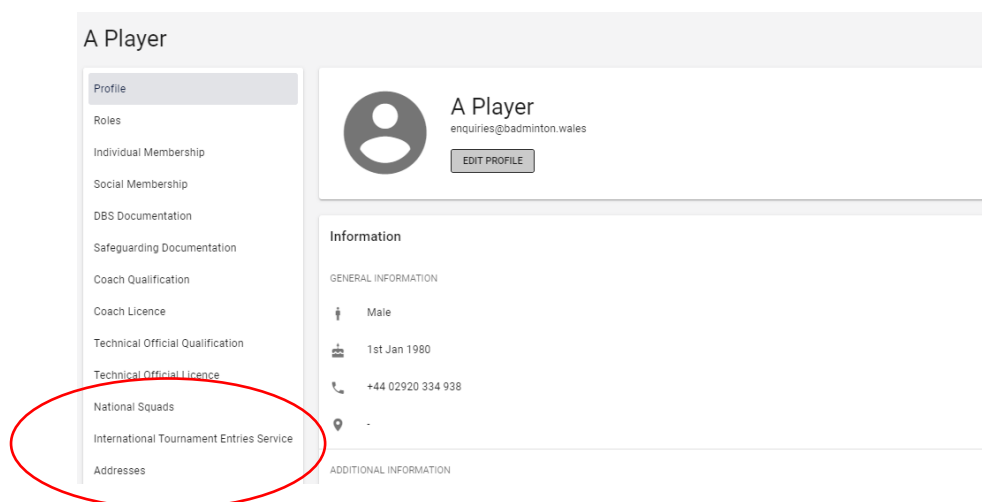 A Player
Profile
Roles
Individual Membership
Social Membership
DBS Documentation
Safeguarding Documentation
Coach Qualification
Coach Licence
Technical Official Qualification
Technical Official Licence
National Squads
International Tournament Entries Service
Addresses
A Player
enquiries@badminton.wales
EDIT PROFILE
Information
GENERAL INFORMATION
Male
1st Jan 1980
+44 02920 334 938
-
ADDITIONAL INFORMATION